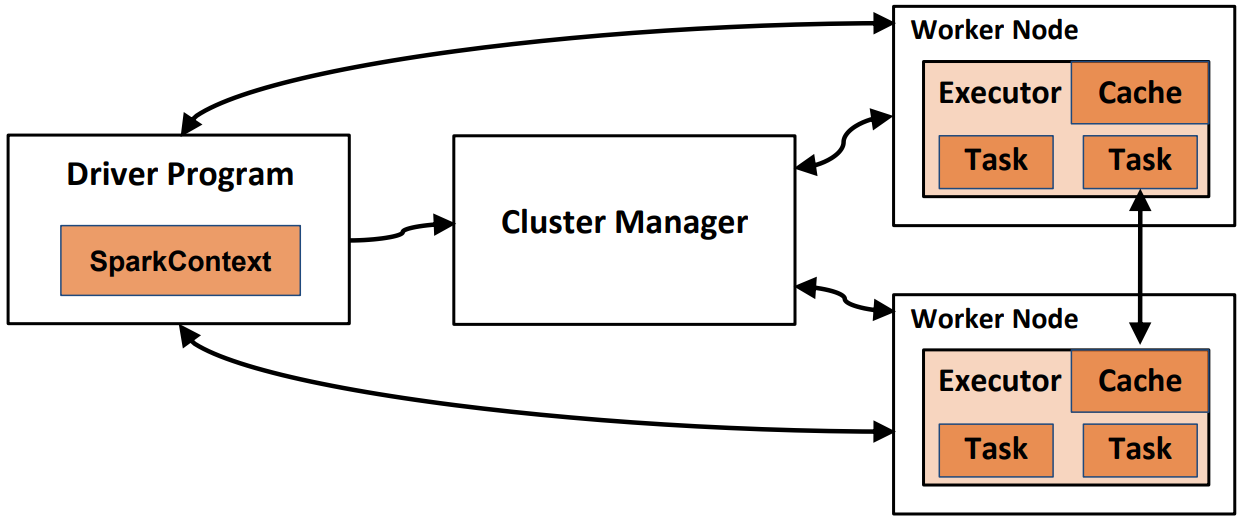 Driver Program
SparkContext
Cluster Manager
Worker Node
Executor
Cache
Task
Task
Worker Node
Executor
Cache
Task
Task